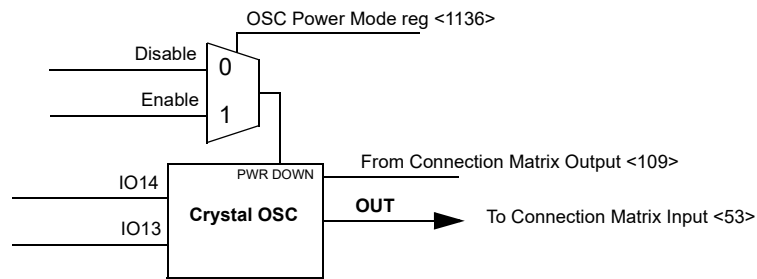 OSC Power Mode reg <1136>
Disable
0
Enable
1
PWR DOWN
From Connection Matrix Output <109>
IO14
Crystal OSC
OUT
To Connection Matrix Input <53>
IO13